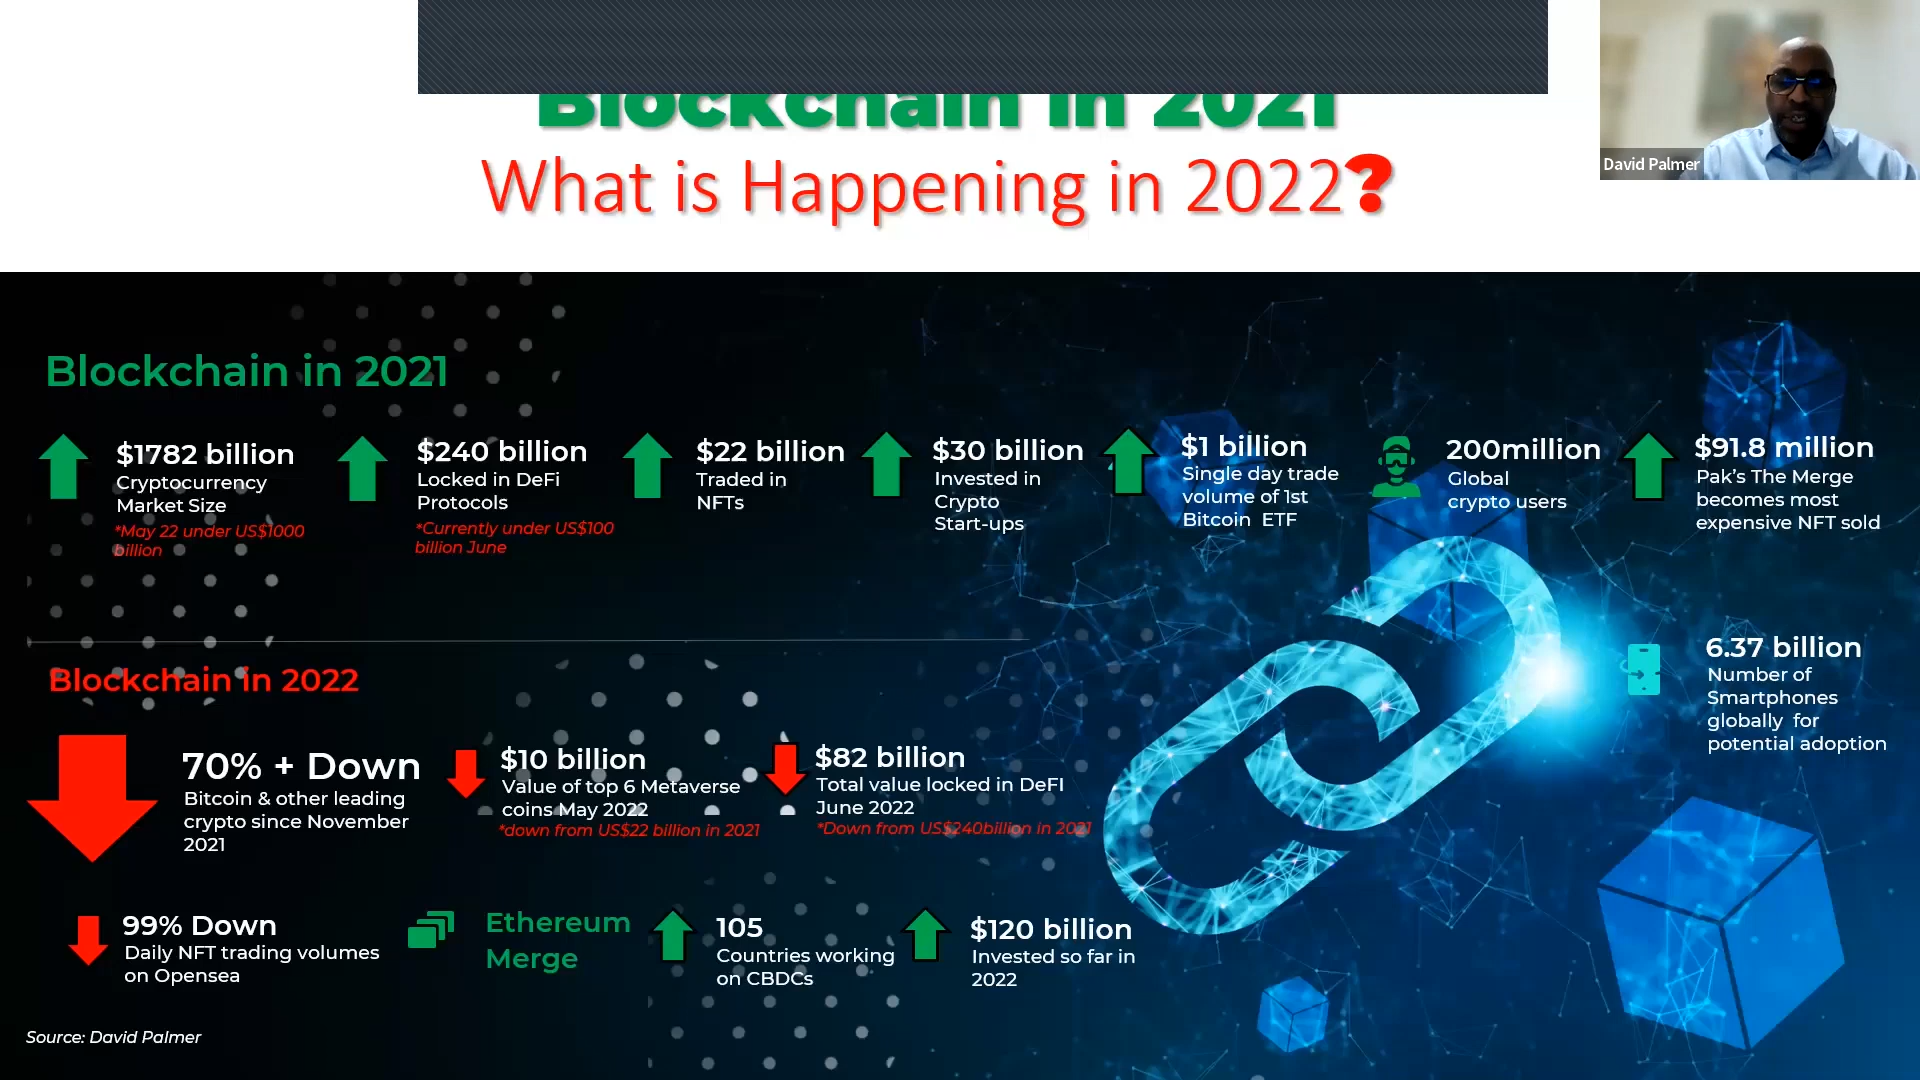 Blockchain in 2021
What is Happening in 2022?
David Palmer
Blockchain in 2021
$1782 billion
Cryptocurrency
Market Size
*May 22 under US$1000
billion
$240 billion
Locked in DeFi
Protocols
*Currently under US$100
billion June
$22 billion
Traded in
NFTs
$30 billion
Invested in
Crypto
Start-ups
$1 billion
Single day trade
volume of 1st
Bitcoin ETF
200million
Global
crypto users
$91.8 million
Pak's The Merge
becomes most
expensive NFT sold
6.37 billion
Number of
Smartphones
globally for
potential adoption
Blockchain in 2022
70% + Down
Bitcoin & other leading
crypto since November
2021
$10 billion
Value of top 6 Metaverse
coins May 2022
*down from US$22 billion in 2021
$82 billion
Total value locked in DeFI
June 2022
*Down from US$240billion in 2021
99% Down
Daily NFT trading volumes
on Opensea
Ethereum
Merge
105
Countries working
on CBDCs
$120 billion
Invested so far in
2022
Source: David Palmer